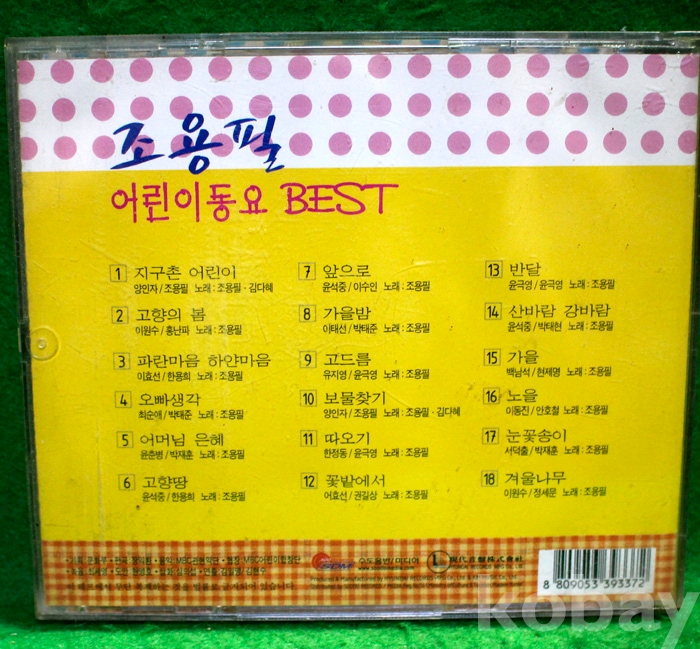 조용필
어린이동요 BEST
1 지구촌 어린이
양인자/조용필 노래 : 조용필 · 김다혜
2 고향의 봄
이원수/홍난파 노래 : 조용필
3 파란마음 하얀마음
이효선/한용희 노래 : 조용필
4 오빠생각
최순애/박태준 노래 : 조용필
5 어머님 은혜
윤춘병/박재훈 노래 : 조용필
6 고향땅
윤석중/한용희 노래 : 조용필
7 앞으로
윤석중/이수인 노래 : 조용필
8 가을밤
이태선/박태준 노래 : 조용필
9 고드름
유지영/윤극영 노래 : 조용필
10 보물찾기
양인자/조용필 노래 : 조용필 · 김다혜
11 따오기
한정동/윤극영 노래 : 조용필
12 꽃밭에서
어효선/권길상 노래 : 조용필
13 반달
윤극영/윤극영 노래 : 조용필
14 산바람 강바람
윤석중/박태현 노래 : 조용필
15 가을
백남석/현제명 노래 : 조용필
16 노을
이동진/안호철 노래 : 조용필
17 눈꽃송이
서덕출/박재훈 노래 : 조용필
18 겨울나무
이원수/정세문 노래 : 조용필
SDM 수도음반/미디어
現代音盤株式會社
8 809053 393372
kobay